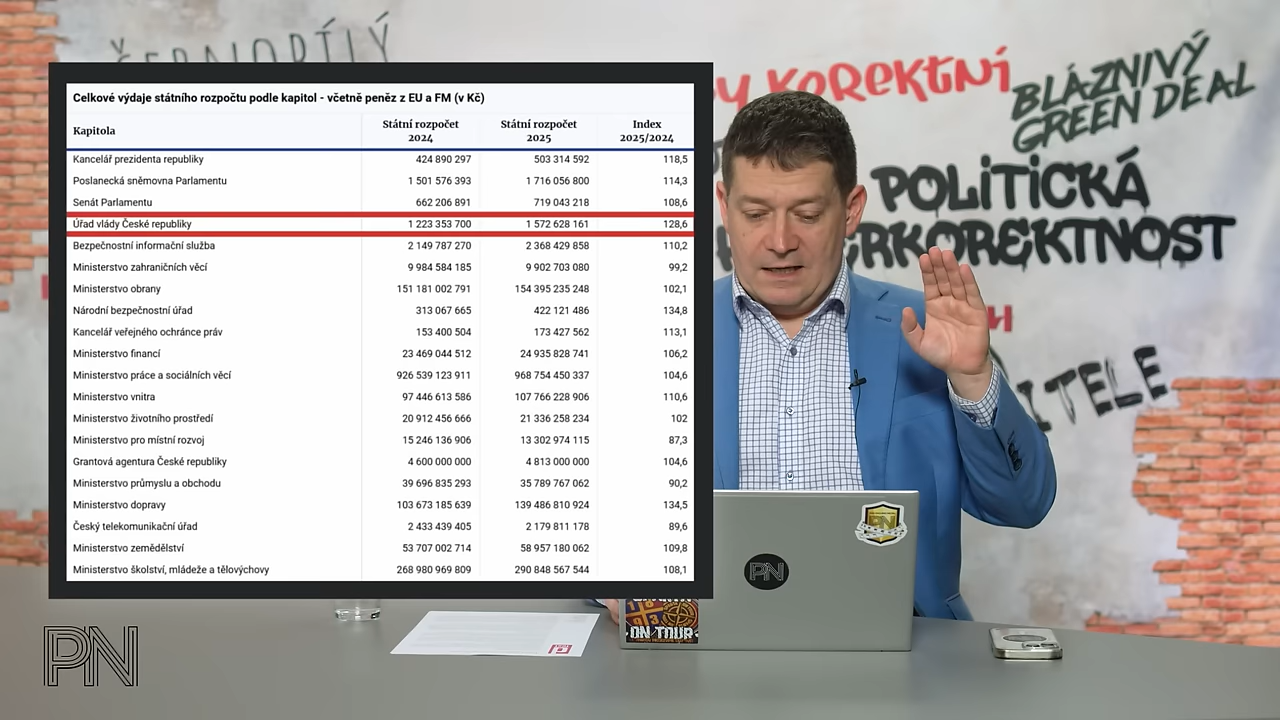 ČERNOPTÝLÝ
Celkové výdaje státního rozpočtu podle kapitol - včetně peněz z EU a FM (v Kč)
Kapitola Státní rozpočet 2024 Státní rozpočet 2025 Index 2025/2024
Kancelář prezidenta republiky 424 890 297 503 314 592 118,5
Poslanecká sněmovna Parlamentu 1 501 576 393 1 716 056 800 114,3
Senát Parlamentu 662 206 891 719 043 218 108,6
Úřad vlády České republiky 1 223 353 700 1 572 628 161 128,6
Bezpečnostní informační služba 2 149 787 270 2 368 429 858 110,2
Ministerstvo zahraničních věcí 9 984 584 185 9 902 703 080 99,2
Ministerstvo obrany 151 181 002 791 154 395 235 248 102,1
Národní bezpečnostní úřad 313 067 665 422 121 486 134,8
Kancelář veřejného ochránce práv 153 400 504 173 427 562 113,1
Ministerstvo financí 23 469 044 512 24 935 828 741 106,2
Ministerstvo práce a sociálních věcí 926 539 123 911 968 754 450 337 104,6
Ministerstvo vnitra 97 446 613 586 107 766 228 906 110,6
Ministerstvo životního prostředí 20 912 456 666 21 336 258 234 102
Ministerstvo pro místní rozvoj 15 246 136 906 13 302 974 115 87,3
Grantová agentura České republiky 4 600 000 000 4 813 000 000 104,6
Ministerstvo průmyslu a obchodu 39 696 835 293 35 789 767 062 90,2
Ministerstvo dopravy 103 673 185 639 139 486 810 924 134,5
Český telekomunikační úřad 2 433 439 405 2 179 811 178 89,6
Ministerstvo zemědělství 53 707 002 714 58 957 180 062 109,8
Ministerstvo školství, mládeže a tělovýchovy 268 980 969 809 290 848 567 544 108,1
KOREKTNÍ
BLÁZNIVÝ
GREEN DEAL
POLITICKÁ
ERKOREKTNOST
ITELE
PN
PN
ON TOUR
PN